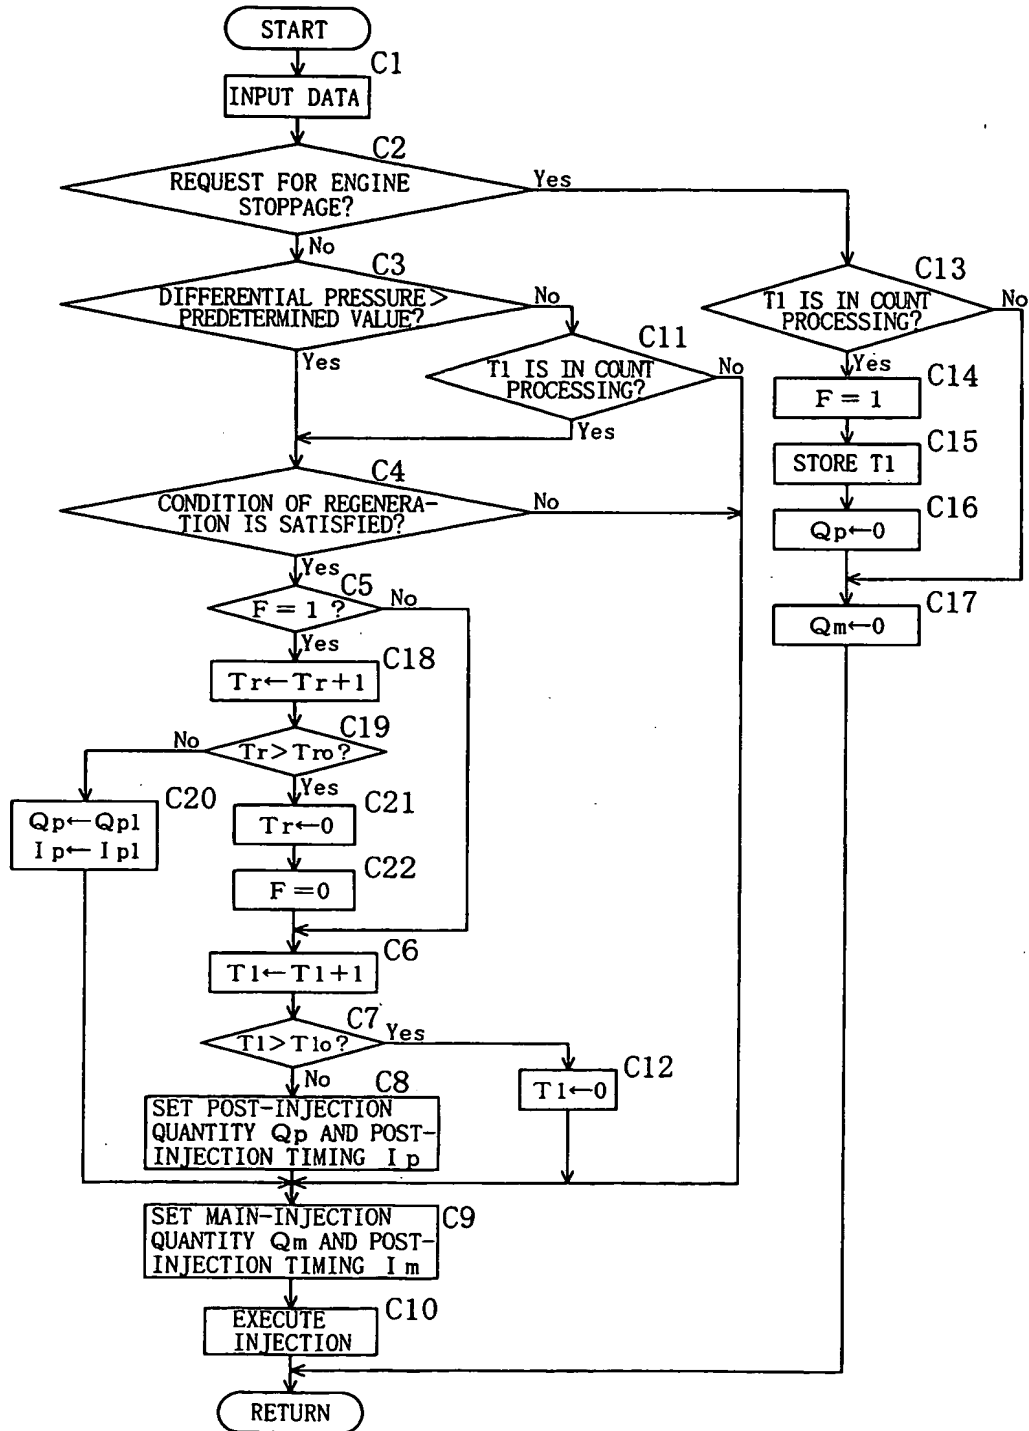 START
C1
INPUT DATA
C2
REQUEST FOR ENGINE
STOPPAGE?
Yes
No
C3
DIFFERENTIAL PRESSURE>
PREDETERMINED VALUE?
No
Yes
C11
T1 IS IN COUNT
PROCESSING?
No
Yes
C13
T1 IS IN COUNT
PROCESSING?
No
Yes
C14
F=1
C15
STORE T1
C16
Qp←0
C17
Qm←0
C4
CONDITION OF REGENERA-
TION IS SATISFIED?
No
Yes
C5
F=1?
No
Yes
C18
Tr←Tr+1
C19
Tr>Tro?
No
Yes
C20
Qp←Qp1
Ip←Ip1
C21
Tr←0
C22
F=0
C6
T1←T1+1
C7
T1>T1o?
Yes
No
C12
T1←0
C8
SET POST-INJECTION
QUANTITY Qp AND POST-
INJECTION TIMING Ip
C9
SET MAIN-INJECTION
QUANTITY Qm AND POST-
INJECTION TIMING Im
C10
EXECUTE
INJECTION
RETURN